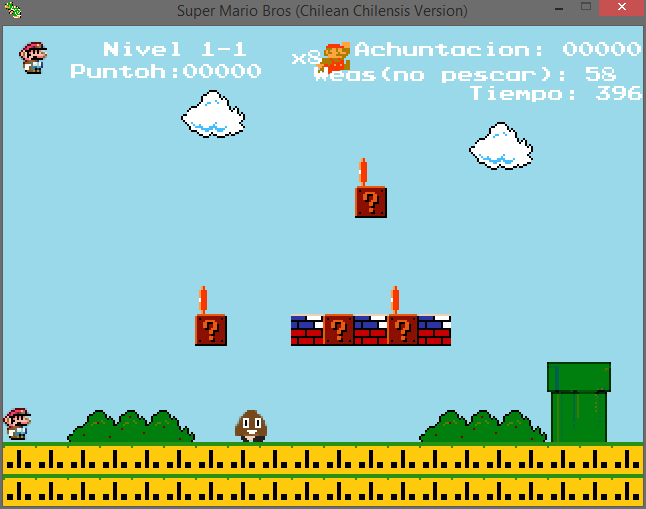 Super Mario Bros (Chilean Chilensis Version)
Nivel 1-1
Puntoh:00000
x8
Achuntacion: 00000
Weas(no pescar): 58
Tiempo: 396
?
?
?
?